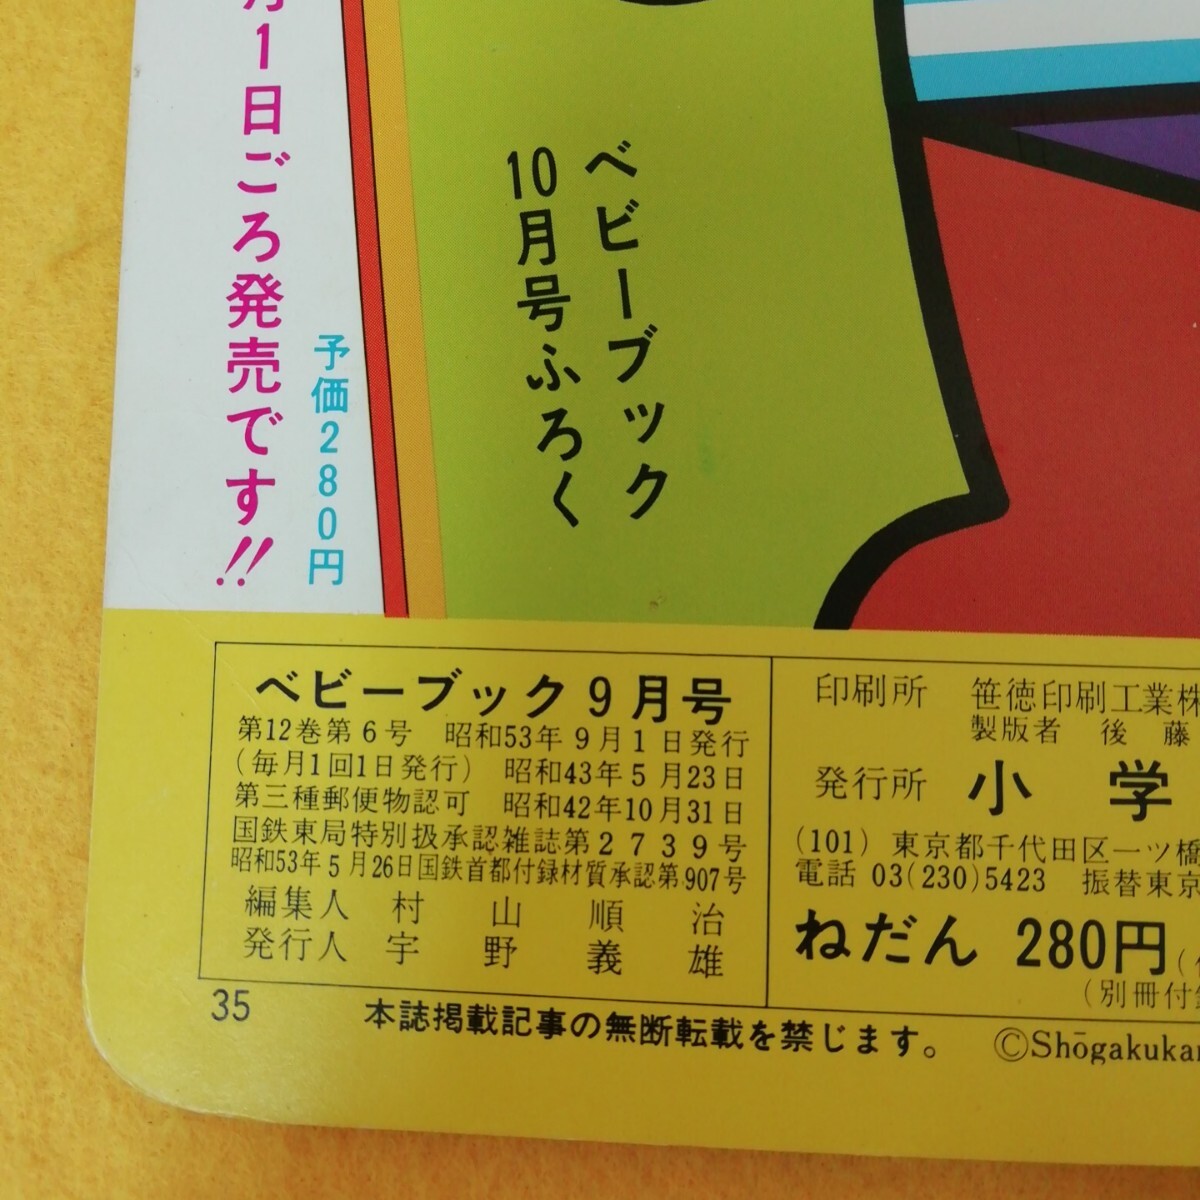 月1日ごろ発売です!!
予価280円
ベビーブック
10月号ふろく
ベビーブック9月号
第12巻第6号 昭和53年9月1日発行
(毎月1回1日発行) 昭和43年5月23日
第三種郵便物認可 昭和42年10月31日
国鉄東局特別扱承認雑誌第2739号
昭和53年5月26日国鉄首都付録材質承認第907号
編集人 村山順治
発行人 宇野義雄
印刷所 笹徳印刷工業株
製版者 後藤
発行所 小学
(101) 東京都千代田区一ツ橋
電話 03(230)5423 振替東京
ねだん 280円(
(別冊付録
35
本誌掲載記事の無断転載を禁じます。
©Shōgakukan